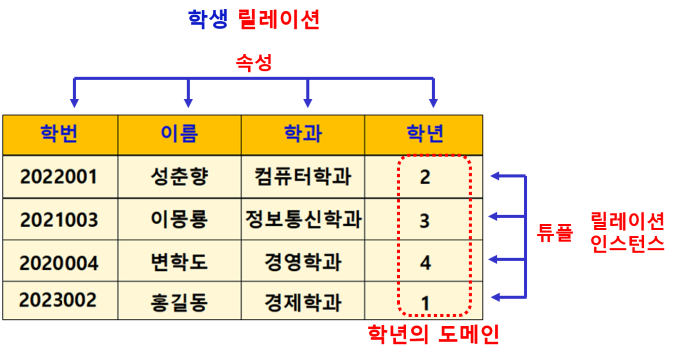 학생 릴레이션
속성
학번 이름 학과 학년
2022001 성춘향 컴퓨터학과 2
2021003 이몽룡 정보통신학과 3
2020004 변학도 경영학과 4
2023002 홍길동 경제학과 1
튜플
릴레이션
인스턴스
학년의 도메인